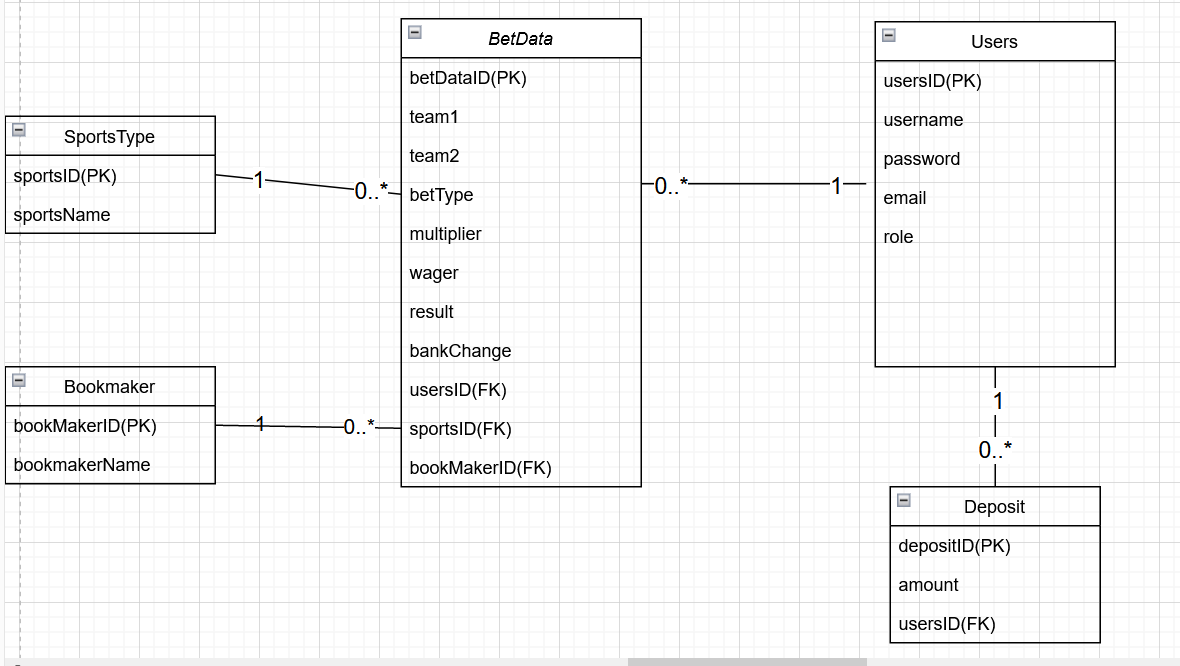 BetData
betDataID(PK)
team1
team2
betType
multiplier
wager
result
bankChange
usersID(FK)
sportsID(FK)
bookMakerID(FK)
Users
usersID(PK)
username
password
email
role
SportsType
sportsID(PK)
sportsName
1
0..*
0..*
1
Bookmaker
bookMakerID(PK)
bookmakerName
1
0..*
1
0..*
Deposit
depositID(PK)
amount
usersID(FK)